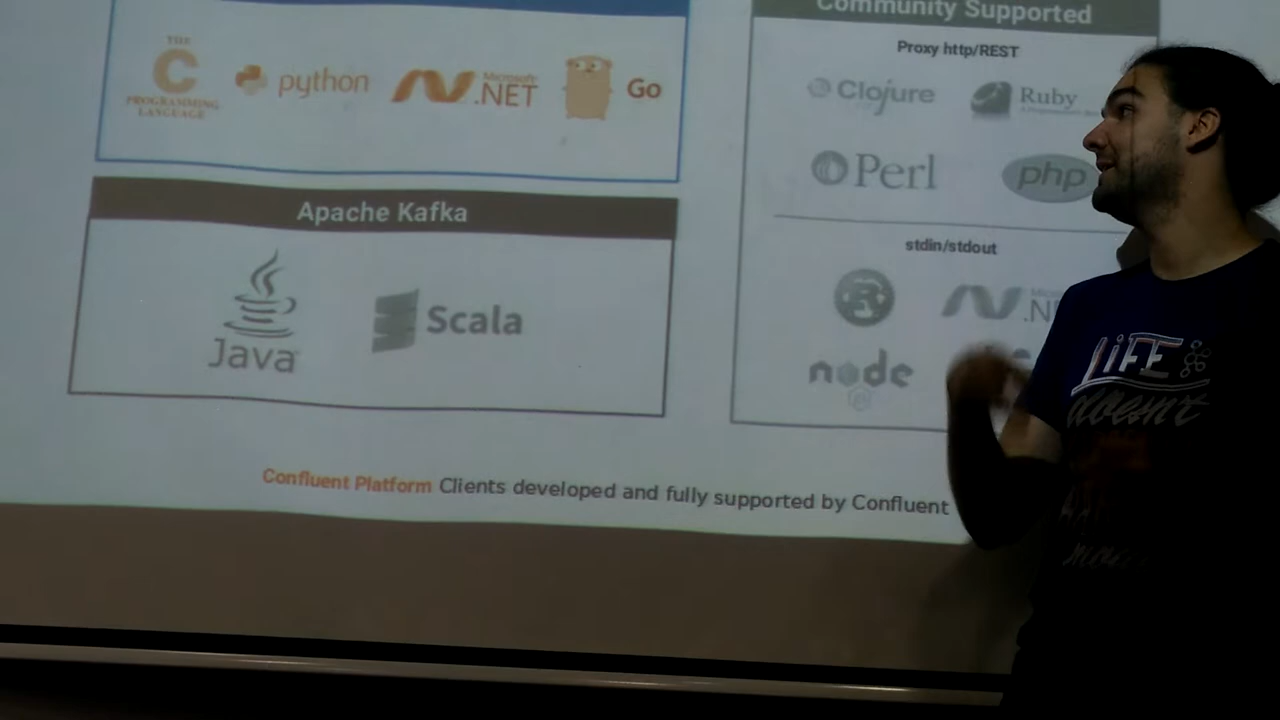 THE
C
PROGRAMMING
LANGUAGE
python
Microsoft
.NET
Go
Apache Kafka
Java
Scala
Community Supported
Proxy http/REST
Clojure
Ruby
Perl
php
stdin/stdout
R
.N
node
Confluent Platform Clients developed and fully supported by Confluent
LiFE
doesn't